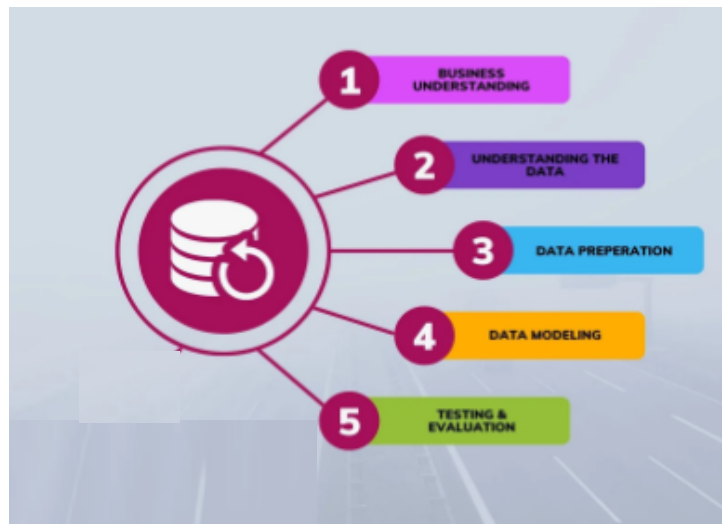 1
BUSINESS
UNDERSTANDING
2
UNDERSTANDING THE
DATA
3
DATA PREPERATION
4
DATA MODELING
5
TESTING &
EVALUATION